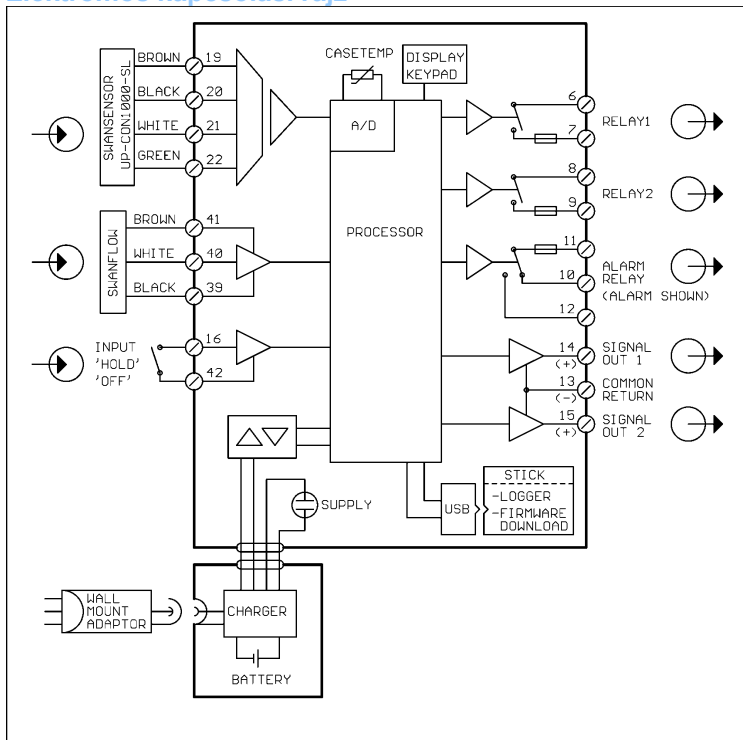 SWANSENSOR
UP-CON1000-SL
BROWN 19
BLACK 20
WHITE 21
GREEN 22
CASETEMP
A/D
DISPLAY
KEYPAD
PROCESSOR
6
7
RELAY1
8
9
RELAY2
11
10
12
ALARM
RELAY
(ALARM SHOWN)
SWANFLOW
BROWN 41
WHITE 40
BLACK 39
INPUT
'HOLD'
'OFF'
16
42
14
(+)
SIGNAL
OUT 1
13
(-)
COMMON
RETURN
15
(+)
SIGNAL
OUT 2
SUPPLY
USB
STICK
-LOGGER
-FIRMWARE
DOWNLOAD
WALL
MOUNT
ADAPTOR
CHARGER
BATTERY